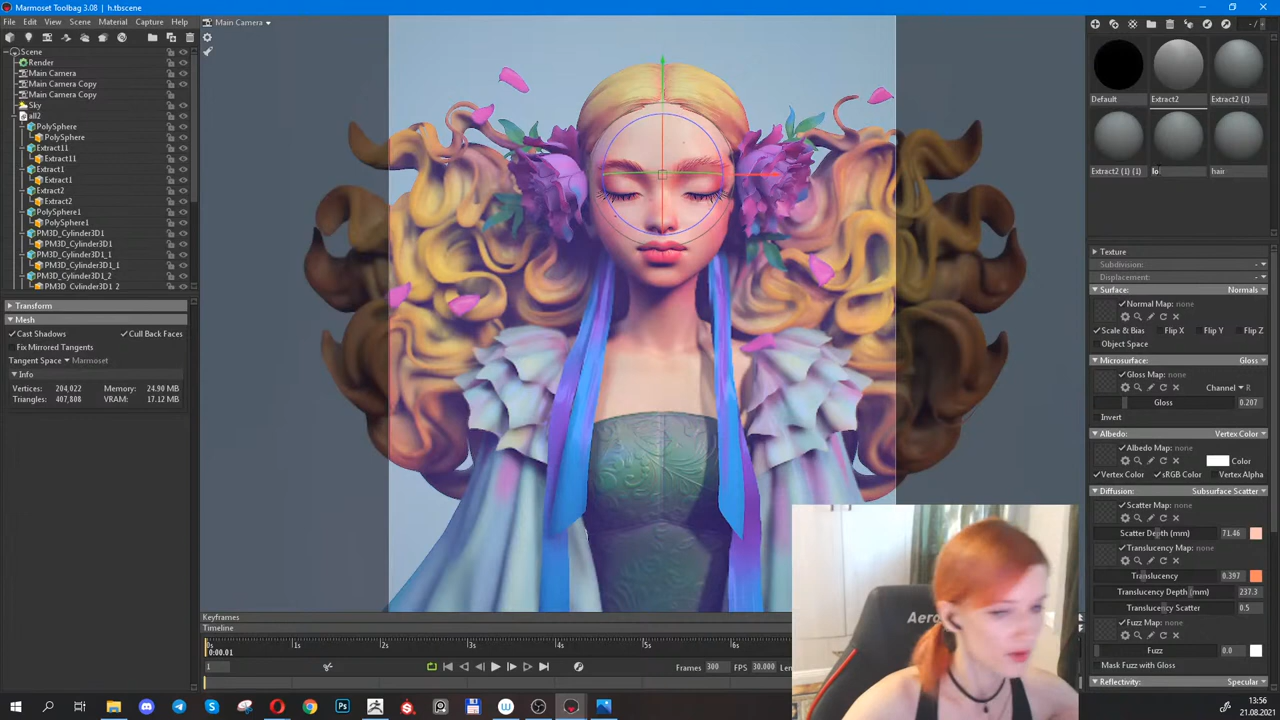 Marmoset Toolbag 3.08 | h.tbscene
File Edit View Scene Material Capture Help
Main Camera
Scene
Render
Main Camera
Main Camera Copy
Main Camera Copy
Sky
all2
PolySphere
PolySphere
Extract11
Extract11
Extract1
Extract1
Extract2
Extract2
PolySphere1
PolySphere1
PM3D_Cylinder3D1
PM3D_Cylinder3D1
PM3D_Cylinder3D1_1
PM3D_Cylinder3D1_1
PM3D_Cylinder3D1_2
PM3D_Cylinder3D1_2
Transform
Mesh
Cast Shadows Cull Back Faces
Fix Mirrored Tangents
Tangent Space Marmoset
Info
Vertices: 204,022 Memory: 24.90 MB
Triangles: 407,808 VRAM: 17.12 MB
Default Extract2 Extract2 (1)
Extract2 (1) (1) lo hair
Texture
Subdivision: -
Displacement: -
Surface: Normals
Normal Map: none
Scale & Bias Flip X Flip Y Flip Z
Object Space
Microsurface: Gloss
Gloss Map: none
Channel R
Gloss 0.207
Invert
Albedo: Vertex Color
Albedo Map: none
Color
Vertex Color sRGB Color Vertex Alpha
Diffusion: Subsurface Scatter
Scatter Map: none
Scatter Depth (mm) 71.46
Translucency Map: none
Translucency 0.397
Translucency Depth (mm) 237.3
Translucency Scatter 0.5
Fuzz Map: none
Fuzz 0.0
Mask Fuzz with Gloss
Reflectivity: Specular
Keyframes
Timeline
0s 1s 2s 3s 4s 5s 6s
0:00.01
1 Frames 300 FPS 30.000
Aero
Ps
13:56
21.08.2021